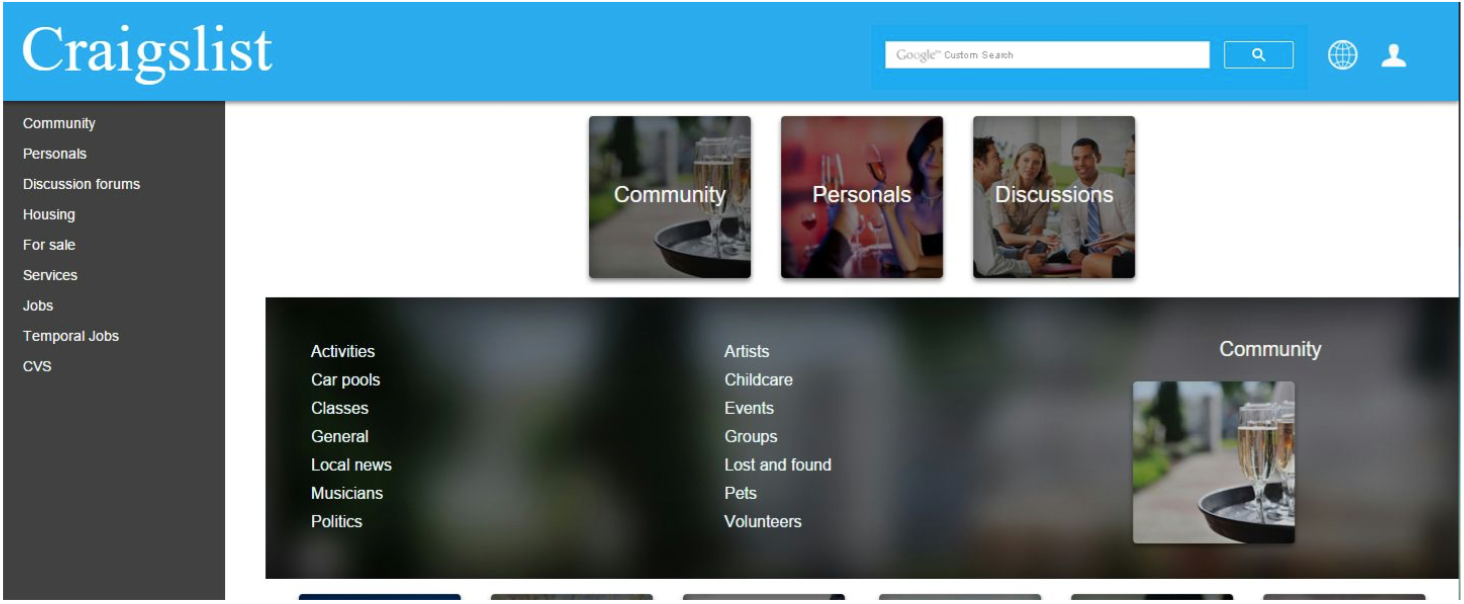 Craigslist
Google™ Custom Search
Community
Personals
Discussion forums
Housing
For sale
Services
Jobs
Temporal Jobs
CVS
Community
Personals
Discussions
Activities
Car pools
Classes
General
Local news
Musicians
Politics
Artists
Childcare
Events
Groups
Lost and found
Pets
Volunteers
Community